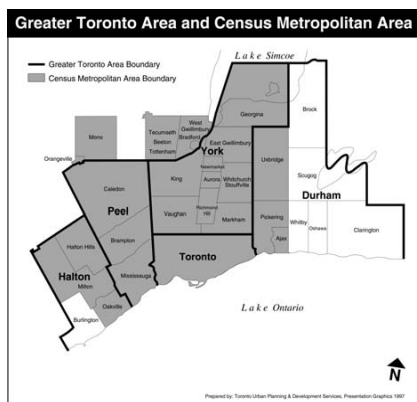 Greater Toronto Area and Census Metropolitan Area
Lake Simcoe
Greater Toronto Area Boundary
Census Metropolitan Area Boundary
Georgina
Brock
Mono
Tecumseth
Beeton
Tottenham
West
Gwillimbury
Bradford
York
East Gwillimbury
Orangeville
Newmarket
Uxbridge
Scugog
Caledon
King
Aurora
Whitchurch
Stouffville
Durham
Peel
Vaughan
Richmond
Hill
Markham
Pickering
Whitby
Oshawa
Clarington
Ajax
Halton Hills
Brampton
Toronto
Halton
Milton
Mississauga
Oakville
Burlington
Lake Ontario
N
Prepared by: Toronto Urban Planning & Development Services, Presentation Graphics 1997